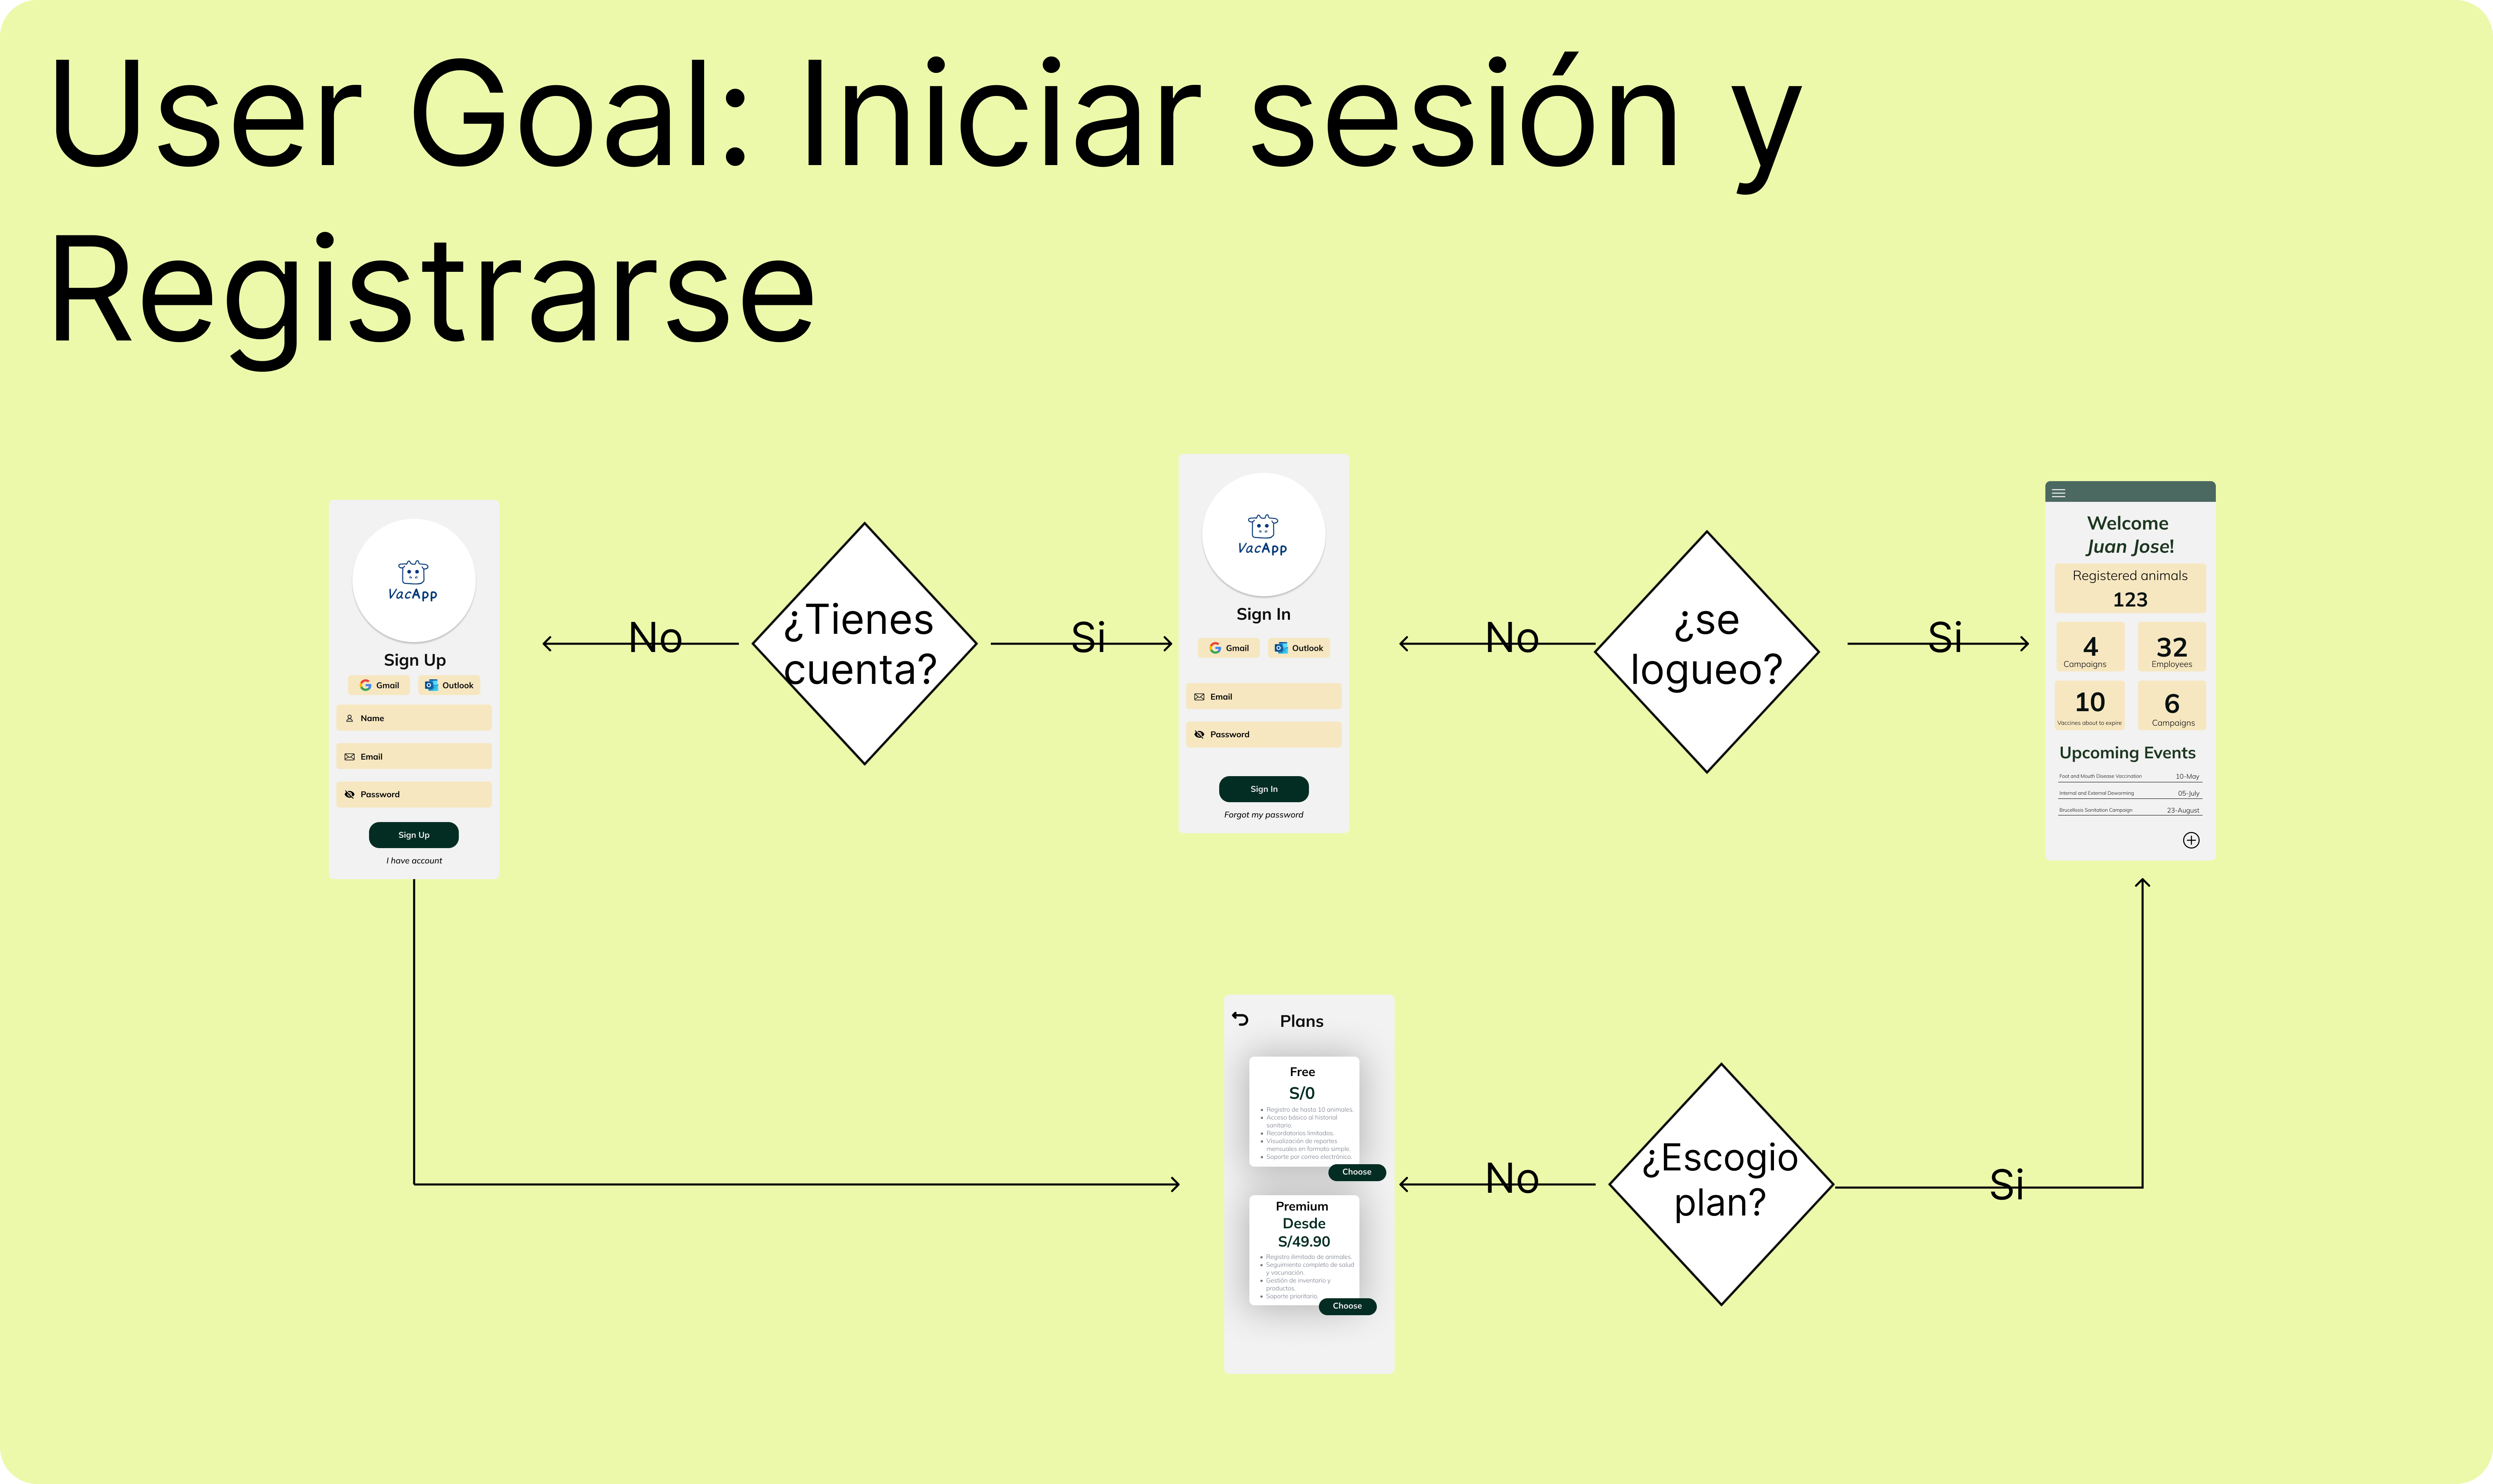 User Goal: Iniciar sesión y
Registrarse
VacApp
Sign Up
Gmail
Outlook
Name
Email
Password
Sign Up
I have account
No
¿Tienes
cuenta?
Si
VacApp
Sign In
Gmail
Outlook
Email
Password
Sign In
Forgot my password
No
¿se
logueo?
Si
Welcome
Juan Jose!
Registered animals
123
4
Campaigns
32
Employees
10
Vaccines about to expire
6
Campaigns
Upcoming Events
Foot and Mouth Disease Vaccination 10-May
Internal and External Deworming 05-July
Brucellosis Sanitation Campaign 23-August
Plans
Free
S/0
Registro de hasta 10 animales.
Acceso básico al historial
sanitario.
Recordatorios limitados.
Visualización de reportes
mensuales en formato simple.
Soporte por correo electrónico.
Choose
Premium
Desde
S/49.90
Registro ilimitado de animales.
Seguimiento completo de salud
y vacunación.
Gestión de inventario y
productos.
Soporte prioritario.
Choose
No
¿Escogio
plan?
Si